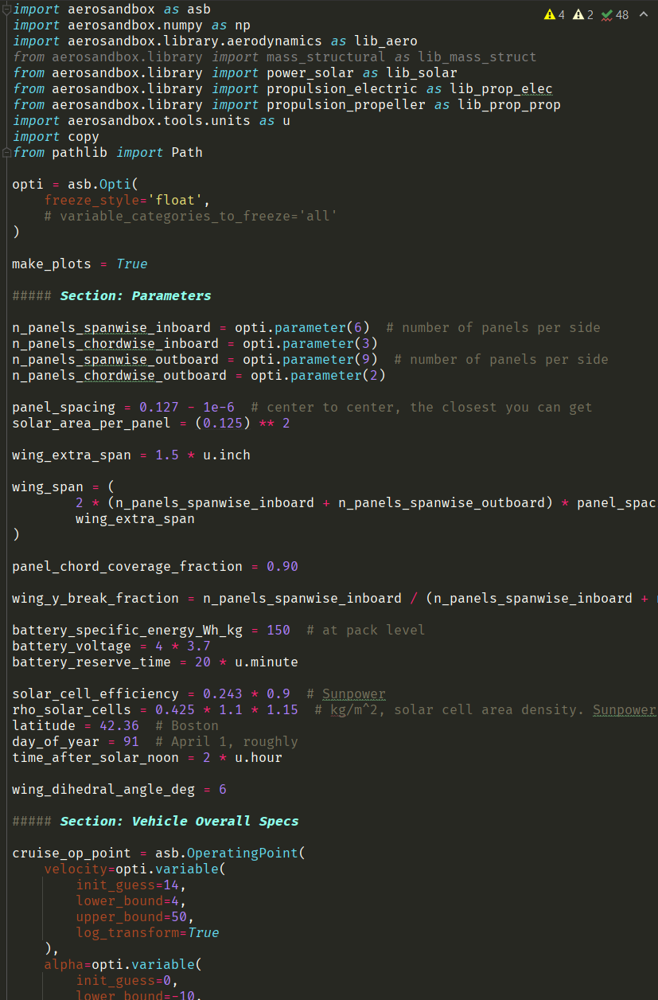 import aerosandbox as asb
4 2 48
import aerosandbox.numpy as np
import aerosandbox.library.aerodynamics as lib_aero
from aerosandbox.library import mass_structural as lib_mass_struct
from aerosandbox.library import power_solar as lib_solar
from aerosandbox.library import propulsion_electric as lib_prop_elec
from aerosandbox.library import propulsion_propeller as lib_prop_prop
import aerosandbox.tools.units as u
import copy
from pathlib import Path

opti = asb.Opti(
    freeze_style='float',
    # variable_categories_to_freeze='all'
)

make_plots = True

##### Section: Parameters

n_panels_spanwise_inboard = opti.parameter(6)  # number of panels per side
n_panels_chordwise_inboard = opti.parameter(3)
n_panels_spanwise_outboard = opti.parameter(9)  # number of panels per side
n_panels_chordwise_outboard = opti.parameter(2)

panel_spacing = 0.127 - 1e-6  # center to center, the closest you can get
solar_area_per_panel = (0.125) ** 2

wing_extra_span = 1.5 * u.inch

wing_span = (
        2 * (n_panels_spanwise_inboard + n_panels_spanwise_outboard) * panel_spac
        wing_extra_span
)

panel_chord_coverage_fraction = 0.90

wing_y_break_fraction = n_panels_spanwise_inboard / (n_panels_spanwise_inboard +

battery_specific_energy_Wh_kg = 150  # at pack level
battery_voltage = 4 * 3.7
battery_reserve_time = 20 * u.minute

solar_cell_efficiency = 0.243 * 0.9  # Sunpower
rho_solar_cells = 0.425 * 1.1 * 1.15  # kg/m^2, solar cell area density. Sunpower
latitude = 42.36  # Boston
day_of_year = 91  # April 1, roughly
time_after_solar_noon = 2 * u.hour

wing_dihedral_angle_deg = 6

##### Section: Vehicle Overall Specs

cruise_op_point = asb.OperatingPoint(
    velocity=opti.variable(
        init_guess=14,
        lower_bound=4,
        upper_bound=50,
        log_transform=True
    ),
    alpha=opti.variable(
        init_guess=0,
        lower_bound=-10,